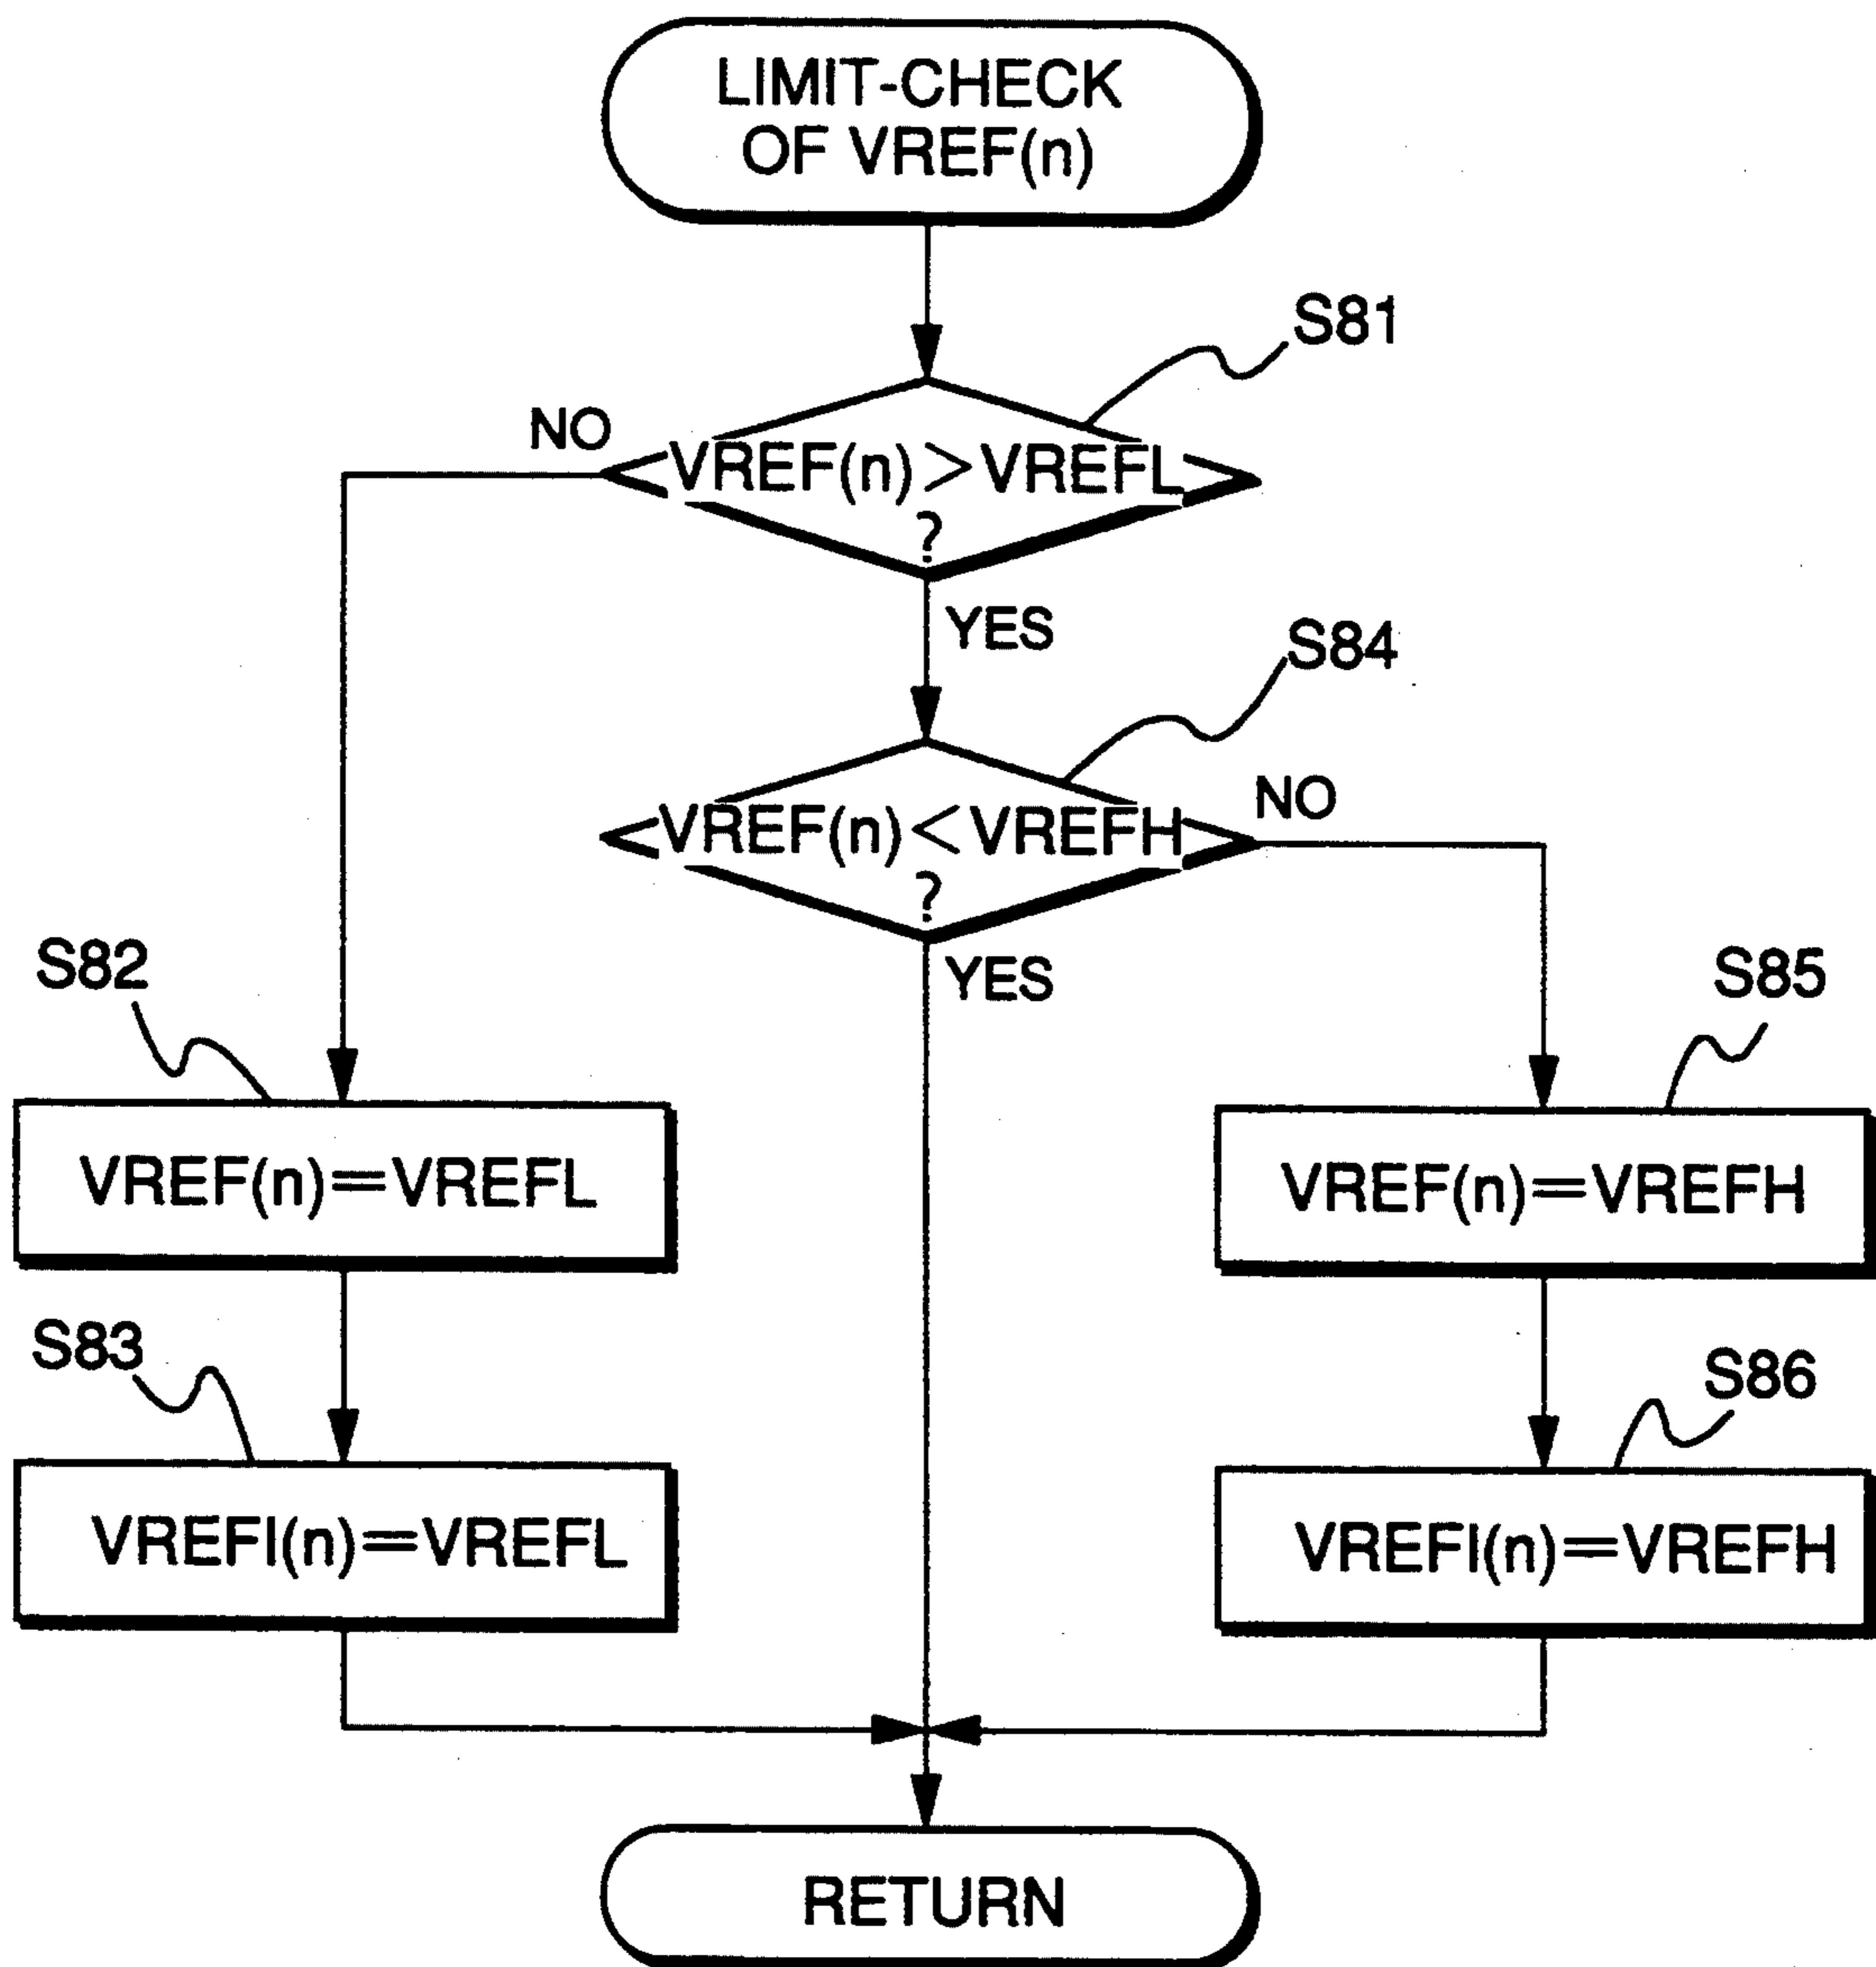 LIMIT-CHECK
OF VREF(n)
S81
NO
VREF(n)>VREFL
?
YES
S84
NO
VREF(n)<VREFH
?
YES
S82
S85
VREF(n)=VREFL
VREF(n)=VREFH
S83
S86
VREFI(n)=VREFL
VREFI(n)=VREFH
RETURN